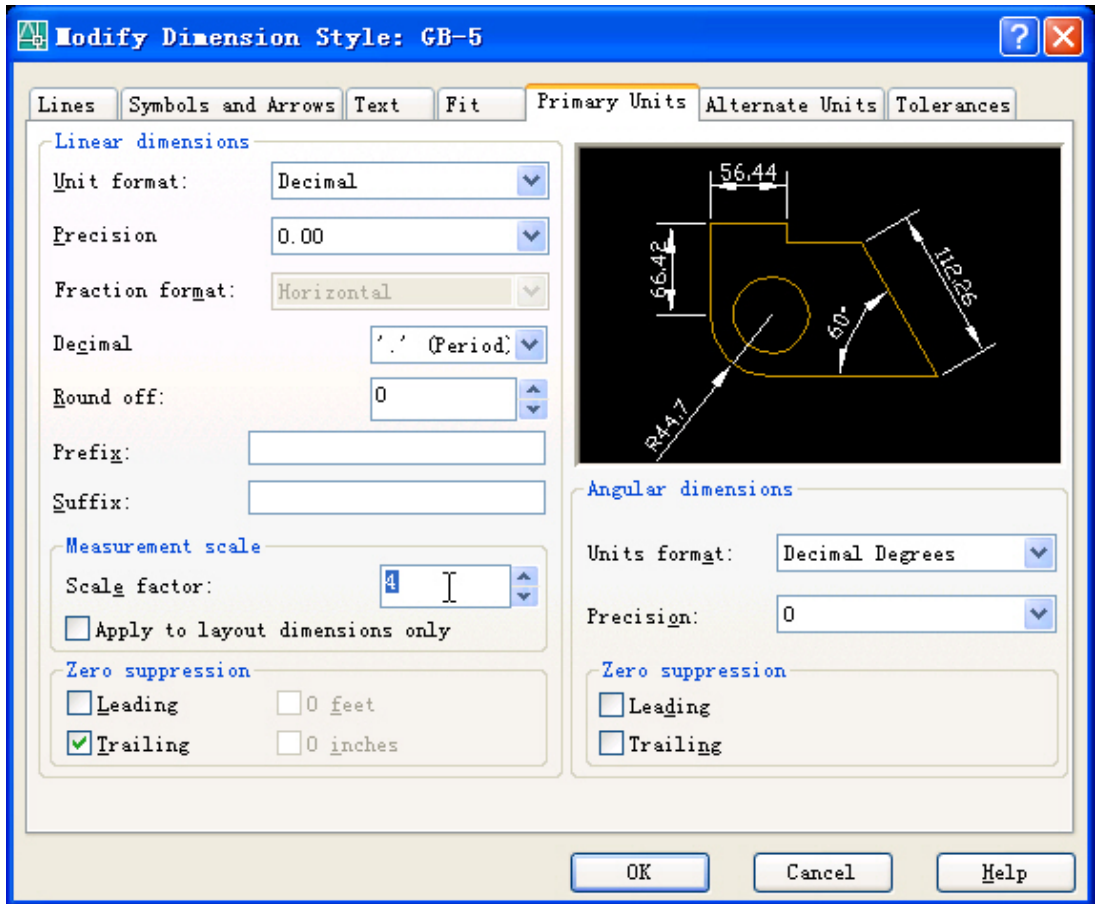 Modify Dimension Style: GB-5
Lines Symbols and Arrows Text Fit Primary Units Alternate Units Tolerances
Linear dimensions
Unit format: Decimal
Precision 0.00
Fraction format: Horizontal
Decimal '.' (Period)
Round off: 0
Prefix:
Suffix:
Measurement scale
Scale factor: 4
Apply to layout dimensions only
Zero suppression
Leading 0 feet
Trailing 0 inches
56.44
66.42
112.26
60°
R44.7
Angular dimensions
Units format: Decimal Degrees
Precision: 0
Zero suppression
Leading
Trailing
OK Cancel Help